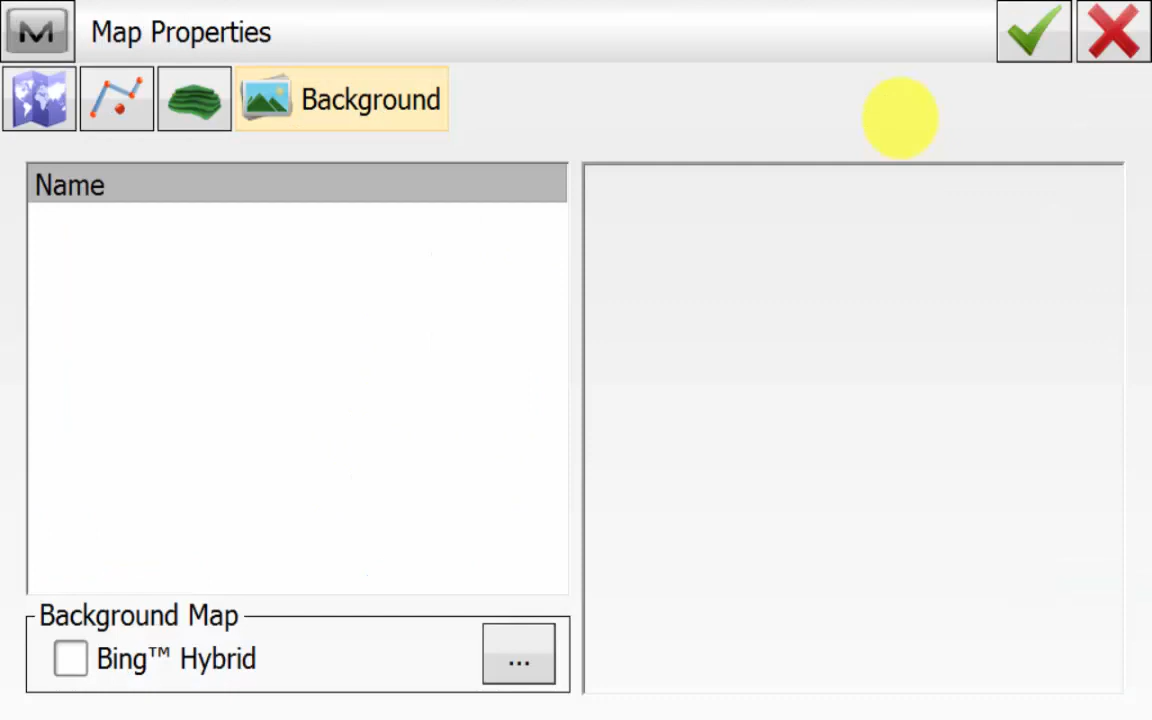 Map Properties
Background
Name
Background Map
Bing™ Hybrid
...